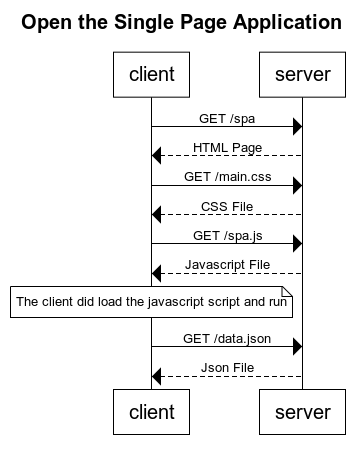 Open the Single Page Application
client server
GET /spa
HTML Page
GET /main.css
CSS File
GET /spa.js
Javascript File
The client did load the javascript script and run
GET /data.json
Json File
client server